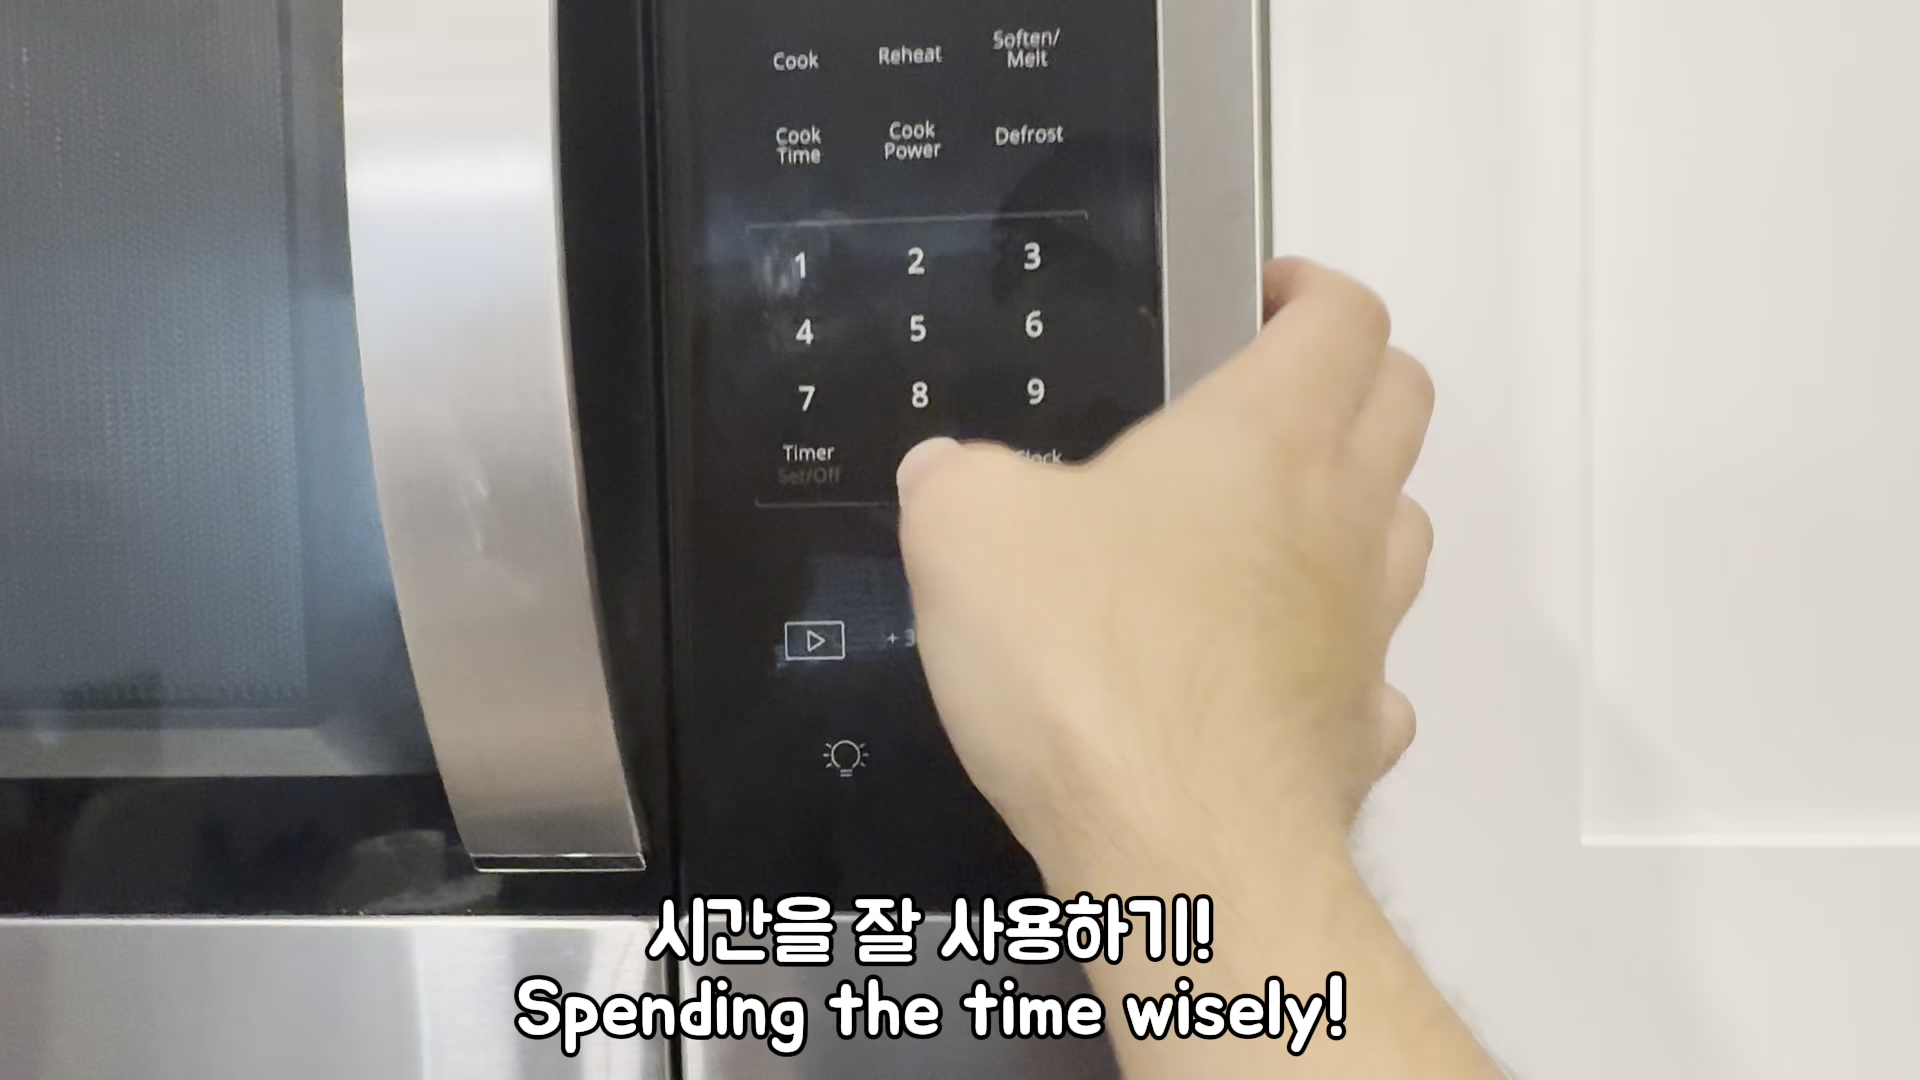 Cook Reheat Soften/
Melt
Cook
Time
Cook
Power
Defrost
1 2 3
4 5 6
7 8 9
Timer
Set/Off
시간을 잘 사용하기!
Spending the time wisely!